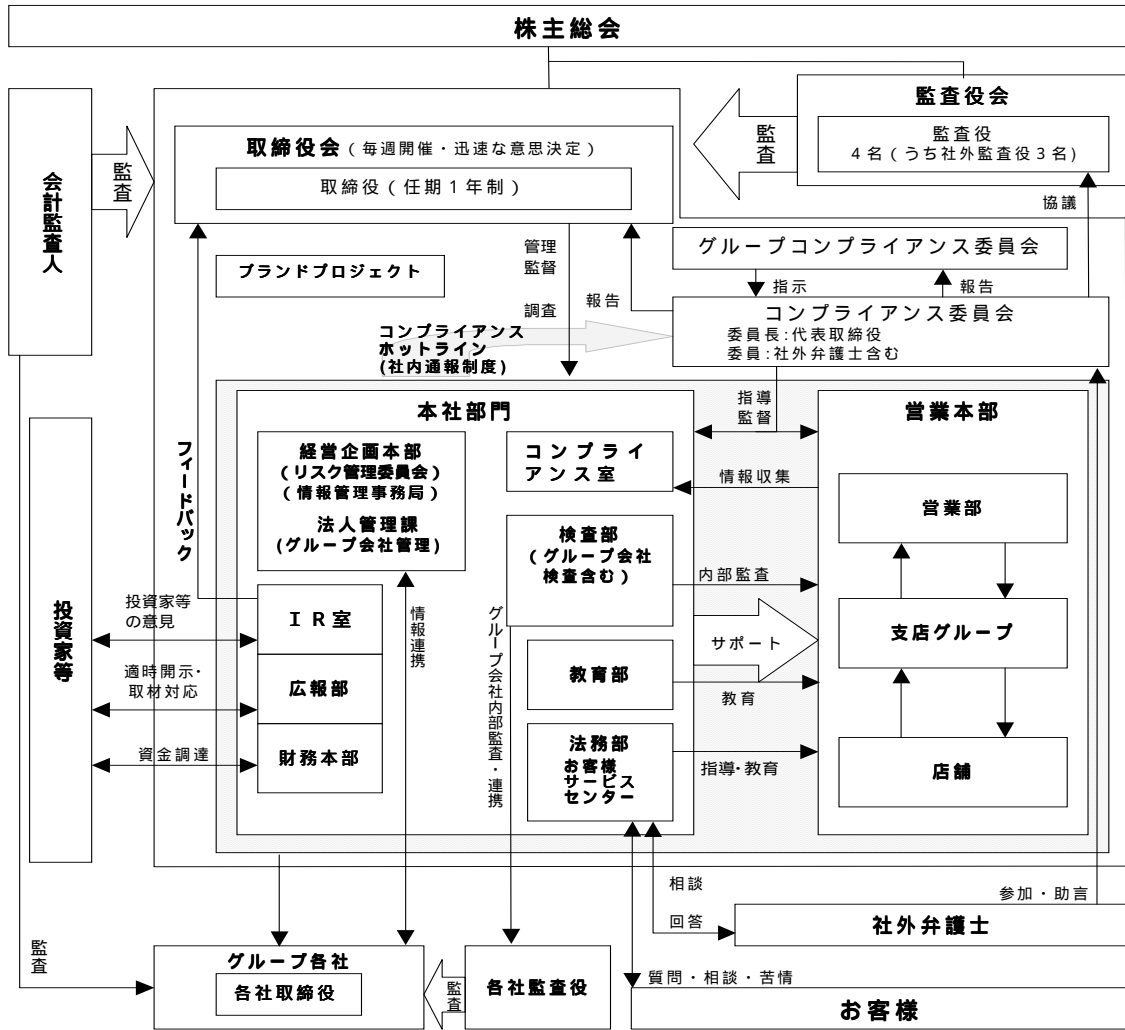 株主総会
監査役会
監査役
４名（うち社外監査役３名)
監査
協議
会計監査人
監査
取締役会（毎週開催・迅速な意思決定）
取締役（任期１年制）
グループコンプライアンス委員会
指示
報告
管理
監督
調査
報告
ブランドプロジェクト
コンプライアンス委員会
委員長:代表取締役
委員:社外弁護士含む
コンプライアンス
ホットライン
(社内通報制度)
本社部門
指導
監督
営業本部
フィードバック
経営企画本部
(リスク管理委員会)
(情報管理事務局)
法人管理課
(グループ会社管理)
コンプライ
アンス室
情報収集
営業部
検査部
(グループ会社
検査含む)
内部監査
投資家等
投資家等
の意見
ＩＲ室
情報連携
グループ会社内部監査・連携
サポート
支店グループ
適時開示･
取材対応
広報部
教育部
教育
資金調達
財務本部
法務部
お客様
サービス
センター
指導･教育
店舗
相談
回答
参加・助言
社外弁護士
監査
グループ各社
各社取締役
監査
各社監査役
質問・相談・苦情
お客様